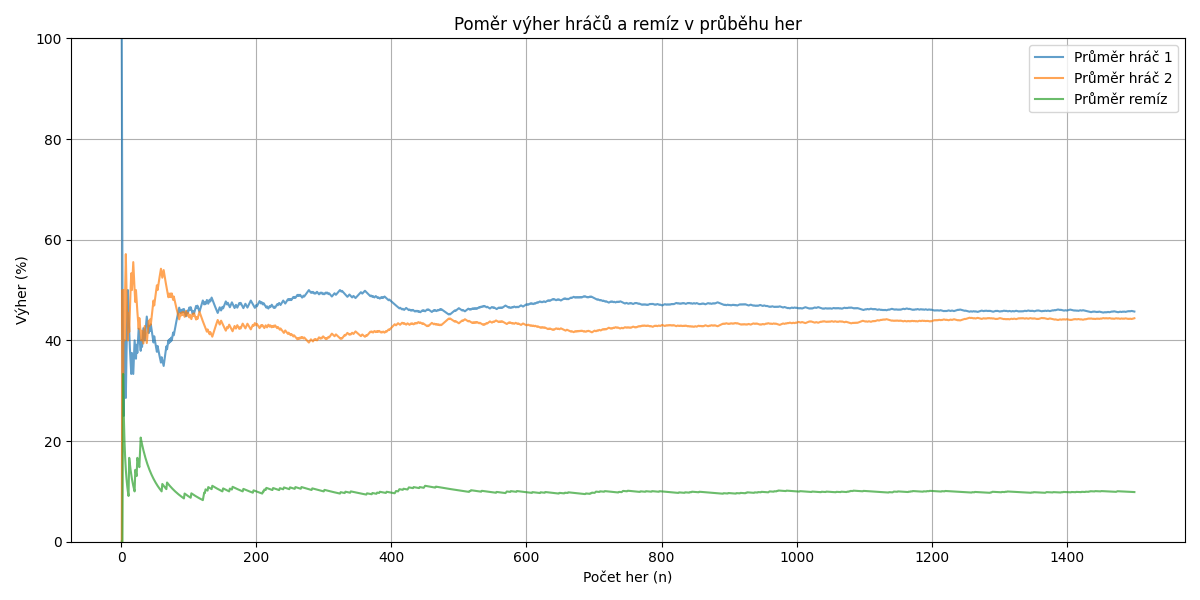 Poměr výher hráčů a remíz v průběhu her
Výher (%)
100
80
60
40
20
0
Průměr hráč 1
Průměr hráč 2
Průměr remíz
0 200 400 600 800 1000 1200 1400
Počet her (n)